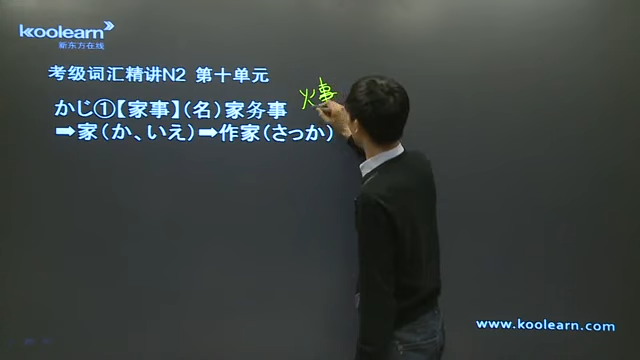 koolearn
新东方在线
考级词汇精讲N2 第十单元
火事
かじ①【家事】（名）家务事
➡家（か、いえ）➡作家（さっか）
www.koolearn.com